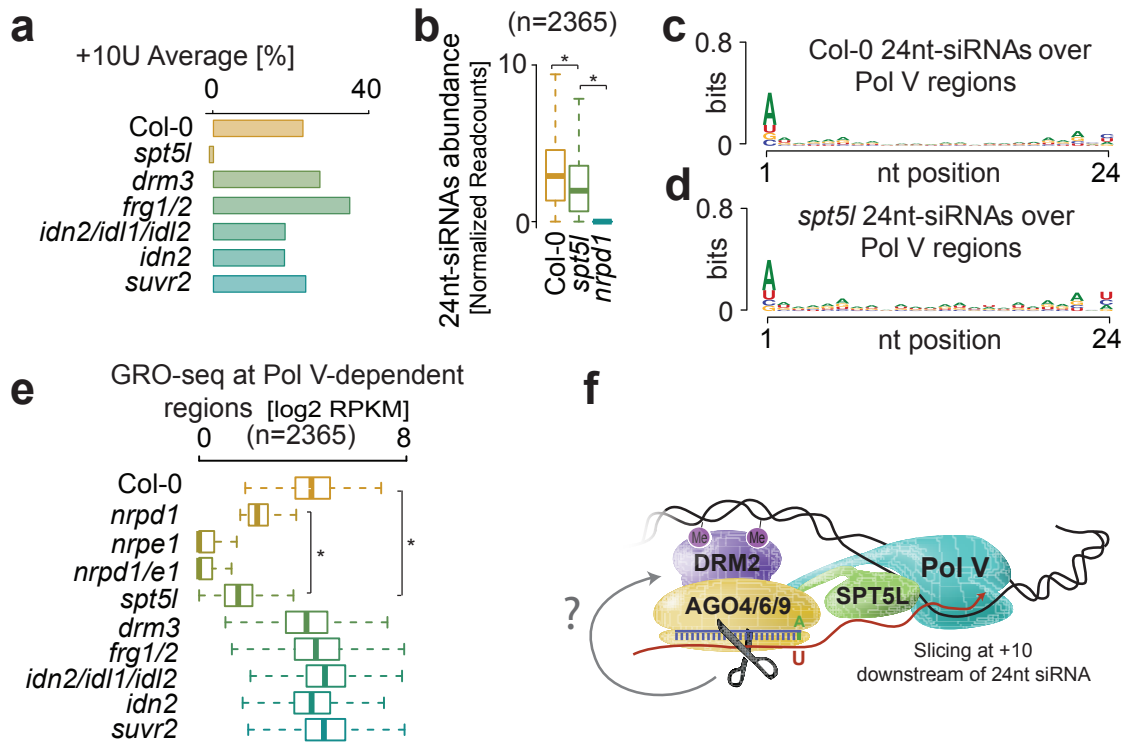 a
+10U Average [%]
0 40
Col-0
spt5l
drm3
frg1/2
idn2/idl1/idl2
idn2
suvr2
b
(n=2365)
24nt-siRNAs abundance
[Normalized Readcounts]
10
0
* *
Col-0
spt5l
nrpd1
c
Col-0 24nt-siRNAs over
Pol V regions
0.8
bits
0
A
U
G
C
1 24
nt position
d
spt5l 24nt-siRNAs over
Pol V regions
0.8
bits
0
A
U
G
C
1 24
nt position
e
GRO-seq at Pol V-dependent
regions [log2 RPKM]
(n=2365)
0 8
Col-0
nrpd1
nrpe1
nrpd1/e1
spt5l
drm3
frg1/2
idn2/idl1/idl2
idn2
suvr2
* *
f
Me Me
DRM2
Pol V
AGO4/6/9
SPT5L
?
A
U
Slicing at +10
downstream of 24nt siRNA